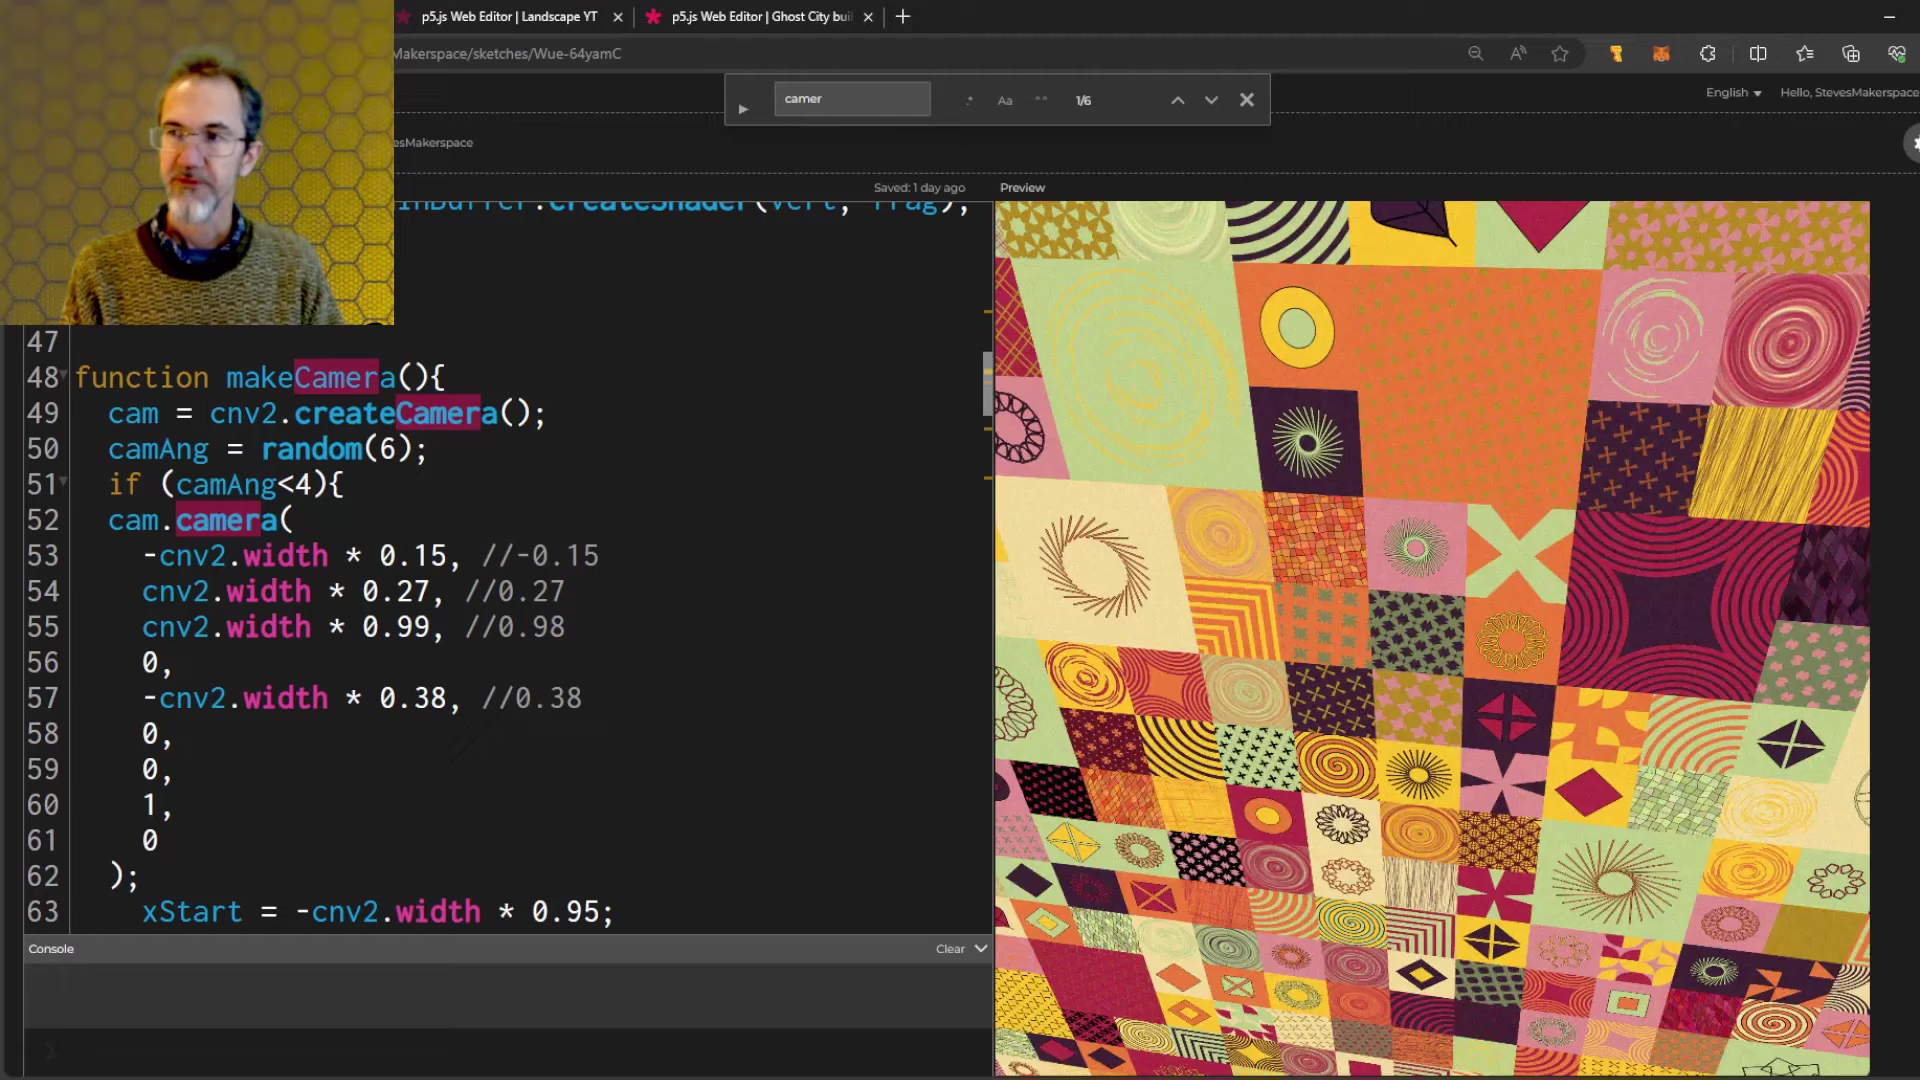 p5.js Web Editor | Landscape YT
p5.js Web Editor | Ghost City bui
Makerspace/sketches/Wue-64yamC
camer
Aa
1/6
English
Hello, StevesMakerspace
esMakerspace
Saved: 1 day ago
Preview
inBuffer.createShader(vert, frag);
47
48 function makeCamera(){
49 cam = cnv2.createCamera();
50 camAng = random(6);
51 if (camAng<4){
52 cam.camera(
53 -cnv2.width * 0.15, //-0.15
54 cnv2.width * 0.27, //0.27
55 cnv2.width * 0.99, //0.98
56 0,
57 -cnv2.width * 0.38, //0.38
58 0,
59 0,
60 1,
61 0
62 );
63 xStart = -cnv2.width * 0.95;
Console
Clear